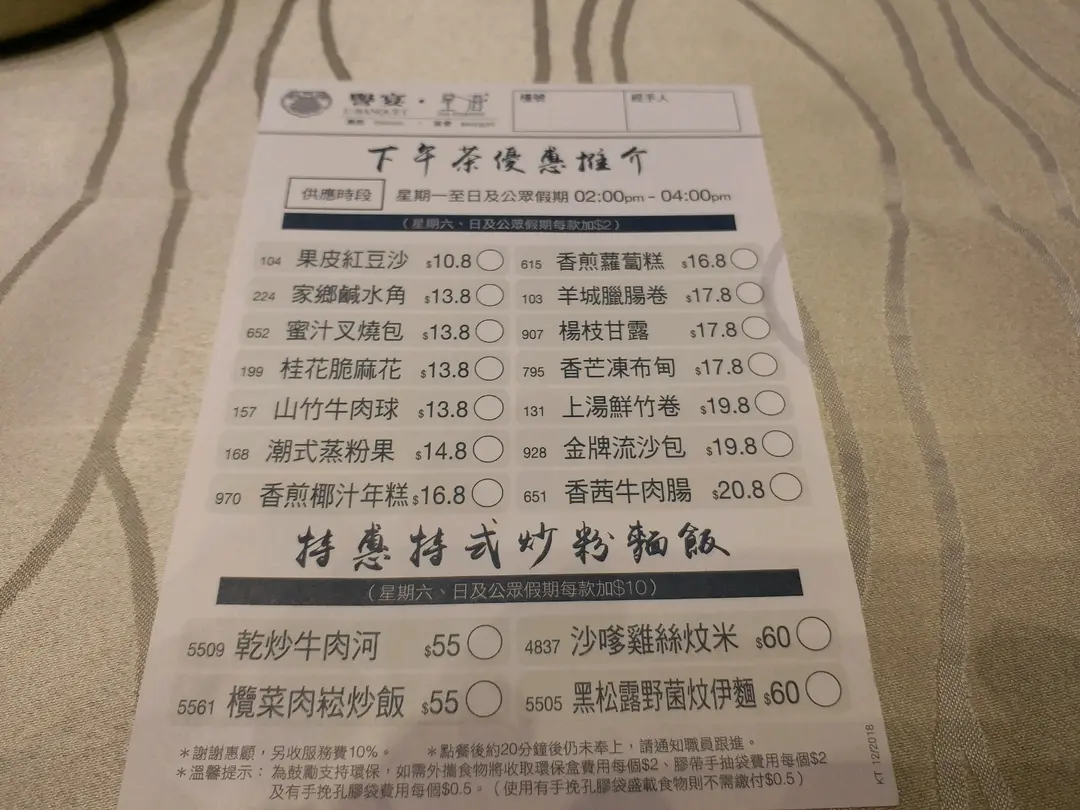 譽宴・星海
U-BANQUET
檯號
經手人
下午茶優惠推介
供應時段 星期一至日及公眾假期 02:00pm - 04:00pm
（星期六、日及公眾假期每款加$2）
104 果皮紅豆沙 $10.8 615 香煎蘿蔔糕 $16.8
224 家鄉鹹水角 $13.8 103 羊城臘腸卷 $17.8
652 蜜汁叉燒包 $13.8 907 楊枝甘露 $17.8
199 桂花脆麻花 $13.8 795 香芒凍布甸 $17.8
157 山竹牛肉球 $13.8 131 上湯鮮竹卷 $19.8
168 潮式蒸粉果 $14.8 928 金牌流沙包 $19.8
970 香煎椰汁年糕 $16.8 651 香茜牛肉腸 $20.8
特惠特式炒粉麵飯
（星期六、日及公眾假期每款加$10）
5509 乾炒牛肉河 $55 4837 沙嗲雞絲炆米 $60
5561 欖菜肉崧炒飯 $55 5505 黑松露野菌炆伊麵 $60
＊謝謝惠顧，另收服務費10%。 ＊點餐後約20分鐘後仍未奉上，請通知職員跟進。
＊溫馨提示：為鼓勵支持環保，如需外攜食物將收取環保盒費用每個$2、膠帶手抽袋費用每個$2
及有手挽孔膠袋費用每個$0.5。（使用有手挽孔膠袋盛載食物則不需繳付$0.5）
KT 12/2018